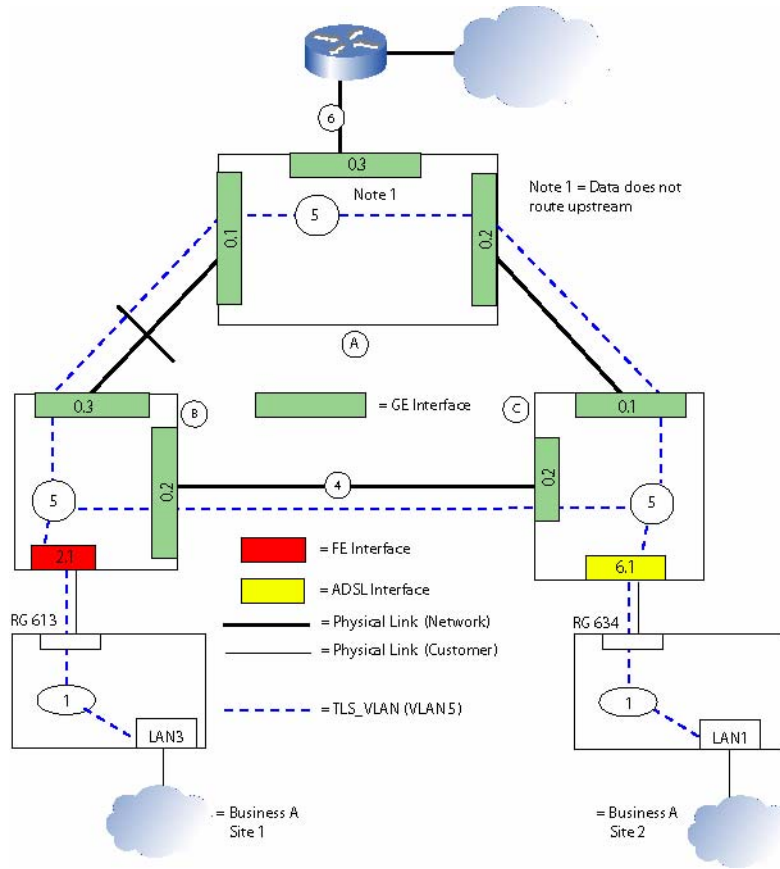 6
0.3
Note 1
5
0.1
0.2
Note 1 = Data does not
route upstream
A
0.3
B
= GE Interface
C
0.1
0.2
4
0.2
5
5
2.1
= FE Interface
6.1
= ADSL Interface
RG 613
= Physical Link (Network)
RG 634
= Physical Link (Customer)
1
1
= TLS_VLAN (VLAN 5)
LAN3
LAN1
= Business A
Site 1
= Business A
Site 2